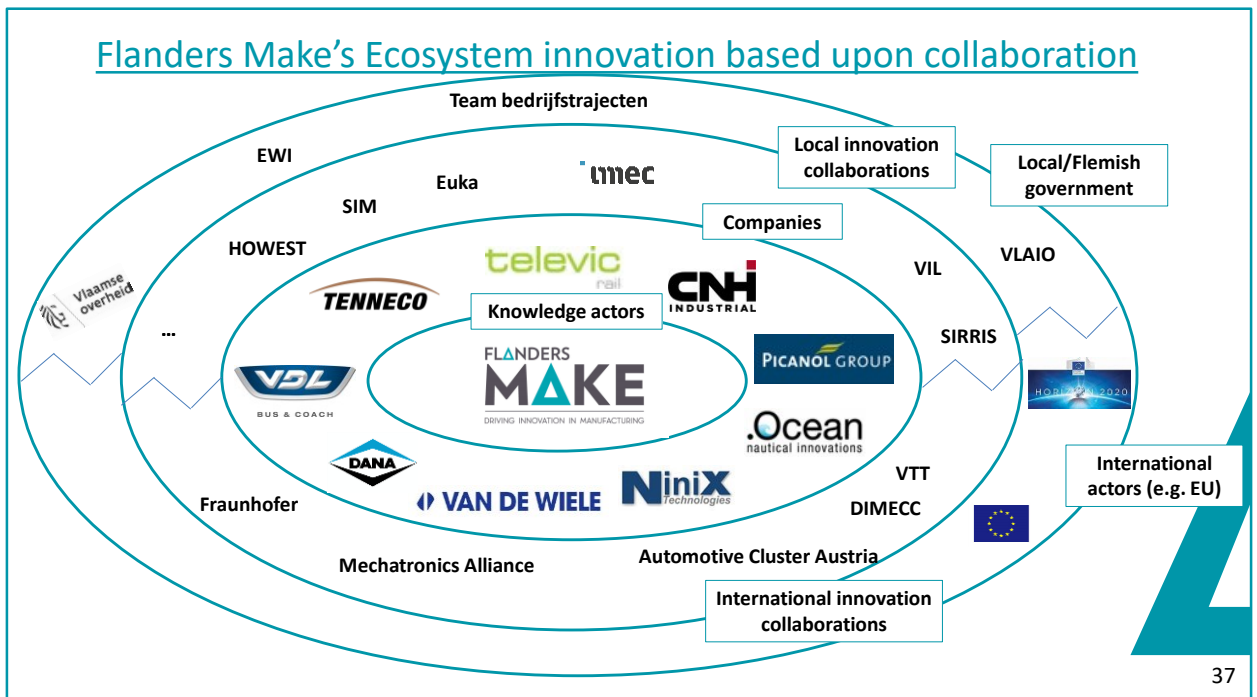 Flanders Make's Ecosystem innovation based upon collaboration
Team bedrijfstrajecten
EWI
Local innovation
collaborations
Local/Flemish
government
imec
Euka
SIM
Companies
HOWEST
televic
rail
VIL
VLAIO
CNH
INDUSTRIAL
TENNECO
Vlaamse
overheid
Knowledge actors
...
SIRRIS
FLANDERS
MAKE
DRIVING INNOVATION IN MANUFACTURING
PICANOL GROUP
VDL
BUS & COACH
HORIZON 2020
.Ocean
nautical innovations
DANA
International
actors (e.g. EU)
VTT
NiniX
Technologies
VAN DE WIELE
Fraunhofer
DIMECC
Mechatronics Alliance
Automotive Cluster Austria
International innovation
collaborations
37